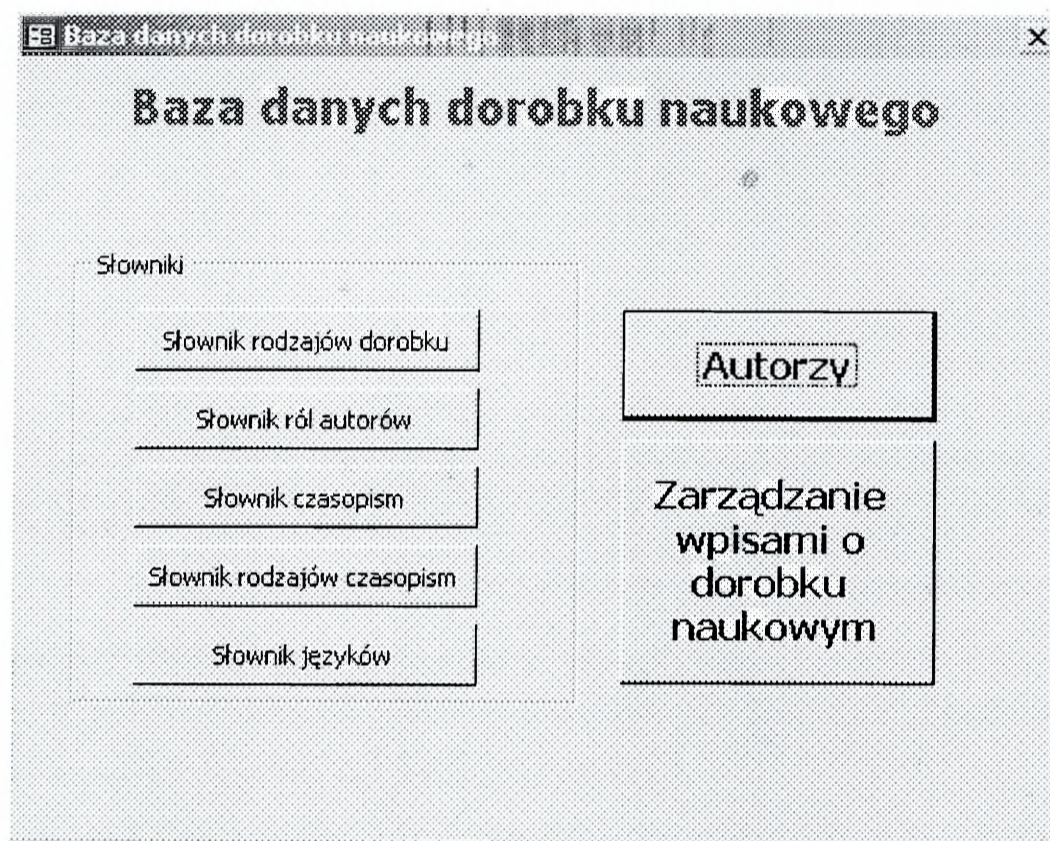 Baza danych dorobku naukowego
Baza danych dorobku naukowego
Słowniki
Słownik rodzajów dorobku
Słownik ról autorów
Słownik czasopism
Słownik rodzajów czasopism
Słownik języków
Autorzy
Zarządzanie
wpisami o
dorobku
naukowym